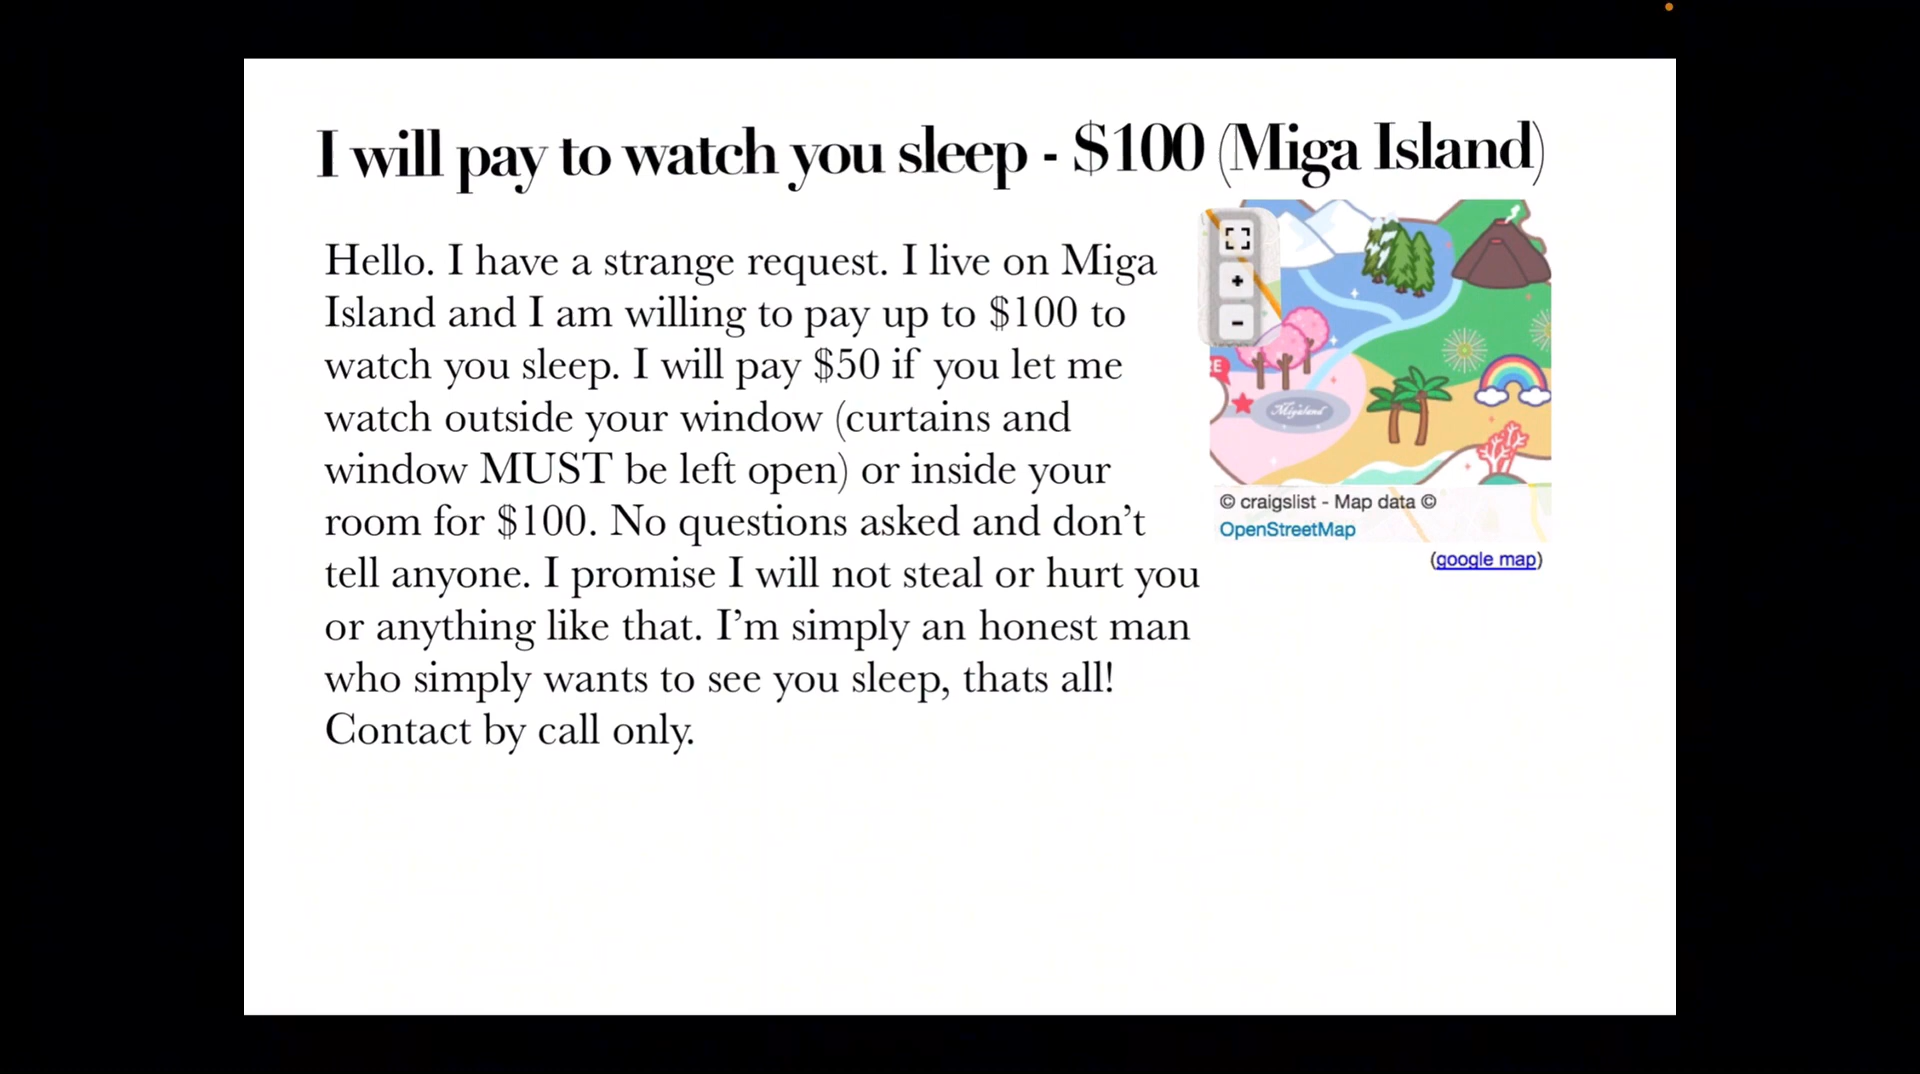 I will pay to watch you sleep - $100 (Miga Island)
Hello. I have a strange request. I live on Miga
Island and I am willing to pay up to $100 to
watch you sleep. I will pay $50 if you let me
watch outside your window (curtains and
window MUST be left open) or inside your
room for $100. No questions asked and don’t
tell anyone. I promise I will not steal or hurt you
or anything like that. I’m simply an honest man
who simply wants to see you sleep, thats all!
Contact by call only.
+
-
Migaland
© craigslist - Map data ©
OpenStreetMap
(google map)